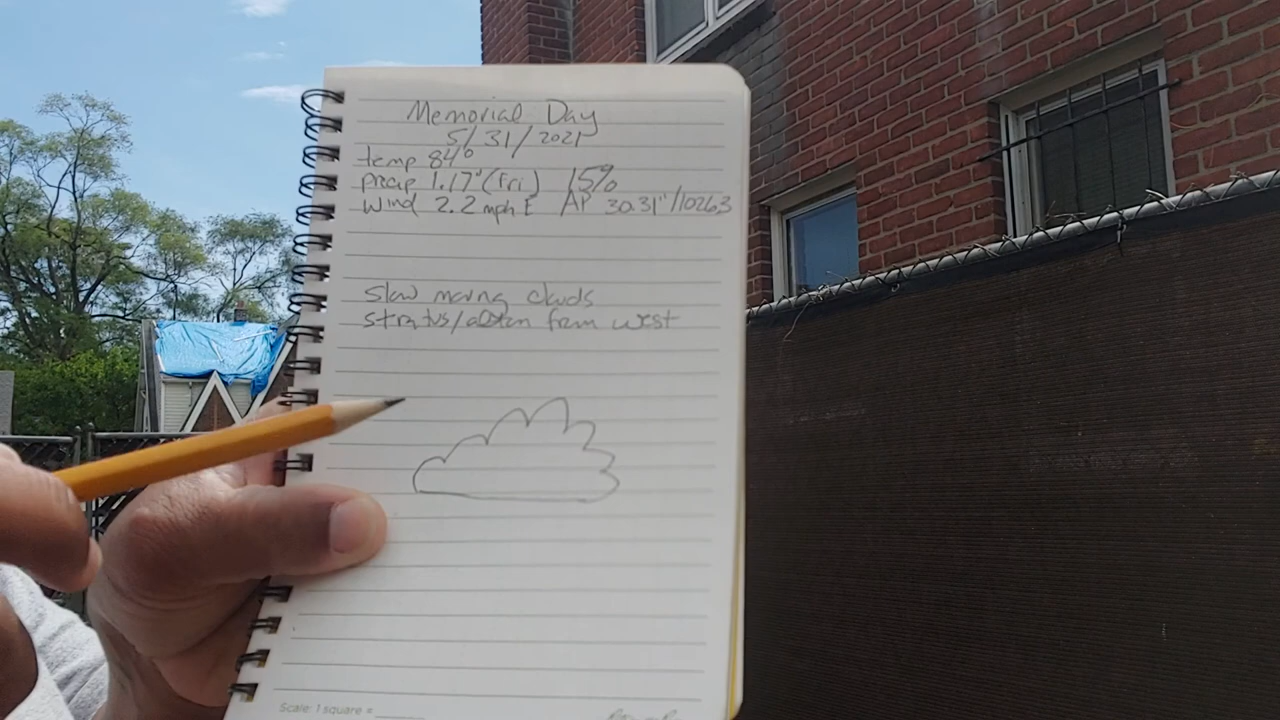 Memorial Day
5/31/2021
temp 84°
precip 1.17" (Fri) 15%
Wind 2.2 mph E AP 30.31"/1026.3
slow moving clouds
stratus/ from west
Scale: 1 square = ______